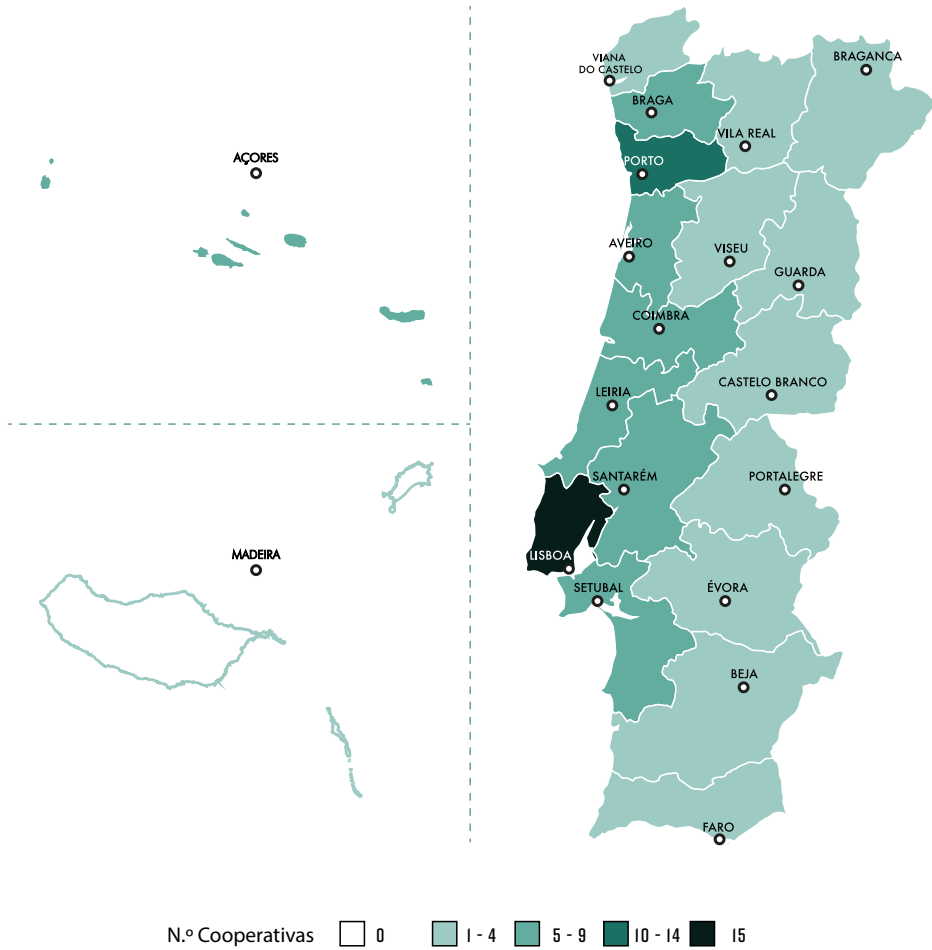 VIANA
DO CASTELO
BRAGANCA
BRAGA
VILA REAL
AÇORES
PORTO
AVEIRO
VISEU
GUARDA
COIMBRA
CASTELO BRANCO
LEIRIA
SANTARÉM
PORTALEGRE
MADEIRA
LISBOA
SETUBAL
ÉVORA
BEJA
FARO
N.º Cooperativas 0 1 - 4 5 - 9 10 - 14 15